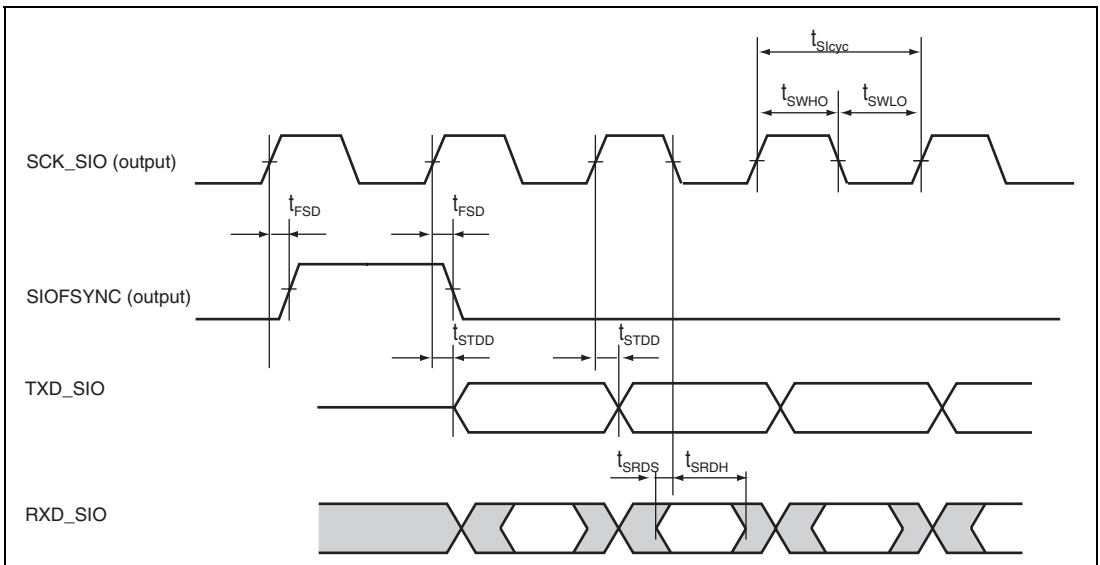 tSIcyc
tSWHO tSWLO
SCK_SIO (output)
tFSD tFSD
SIOFSYNC (output)
tSTDD tSTDD
TXD_SIO
tSRDS tSRDH
RXD_SIO